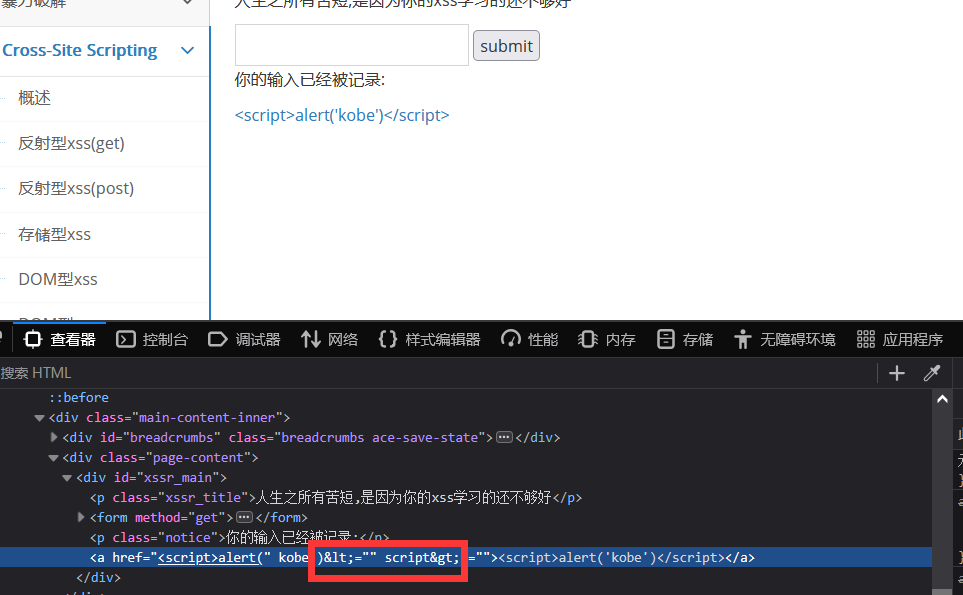 暴力破解
人生之所有苦短,是因为你的xss学习的还不够好
Cross-Site Scripting
submit
你的输入已经被记录:
概述
<script>alert('kobe')</script>
反射型xss(get)
反射型xss(post)
存储型xss
DOM型xss
查看器 控制台 调试器 网络 样式编辑器 性能 内存 存储 无障碍环境 应用程序
搜索 HTML
::before
<div class="main-content-inner">
<div id="breadcrumbs" class="breadcrumbs ace-save-state"> ··· </div>
<div class="page-content">
<div id="xssr_main">
<p class="xssr_title">人生之所有苦短,是因为你的xss学习的还不够好</p>
<form method="get"> ··· </form>
<p class="notice">你的输入已经被记录:</p>
<a href="<script>alert(" kobe )&lt;="" script&gt; =""><script>alert('kobe')</script></a>
</div>